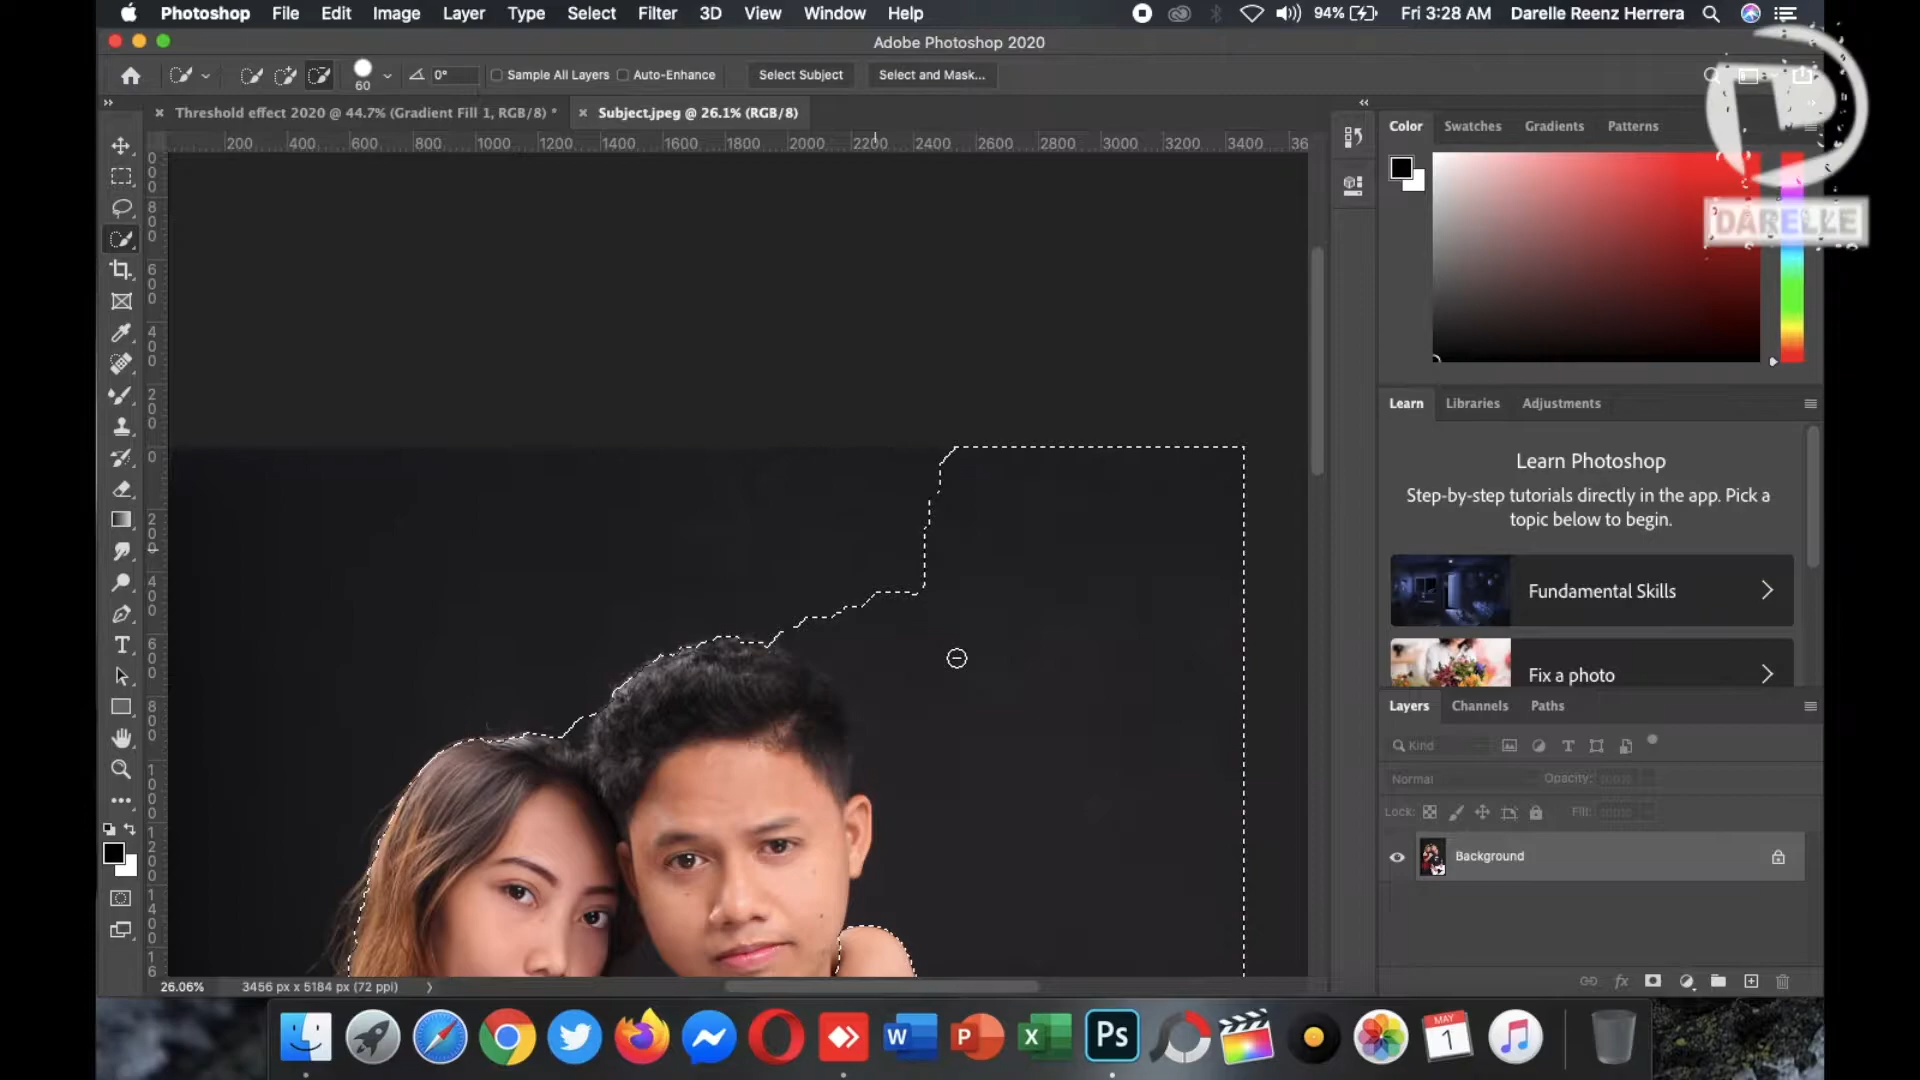 Photoshop File Edit Image Layer Type Select Filter 3D View Window Help 94% Fri 3:28 AM Darelle Reenz Herrera
Adobe Photoshop 2020
60 0° Sample All Layers Auto-Enhance Select Subject Select and Mask...
Threshold effect 2020 @ 44.7% (Gradient Fill 1, RGB/8) * Subject.jpeg @ 26.1% (RGB/8)
200 400 600 800 1000 1200 1400 1600 1800 2000 2200 2400 2600 2800 3000 3200 3400 36
Color Swatches Gradients Patterns
DARELLE
Learn Libraries Adjustments
Learn Photoshop
Step-by-step tutorials directly in the app. Pick a
topic below to begin.
Fundamental Skills
Fix a photo
Layers Channels Paths
Kind
Normal Opacity:
Lock: Fill:
Background
26.06% 3456 px x 5184 px (72 ppi)
W P X Ps MAY
1